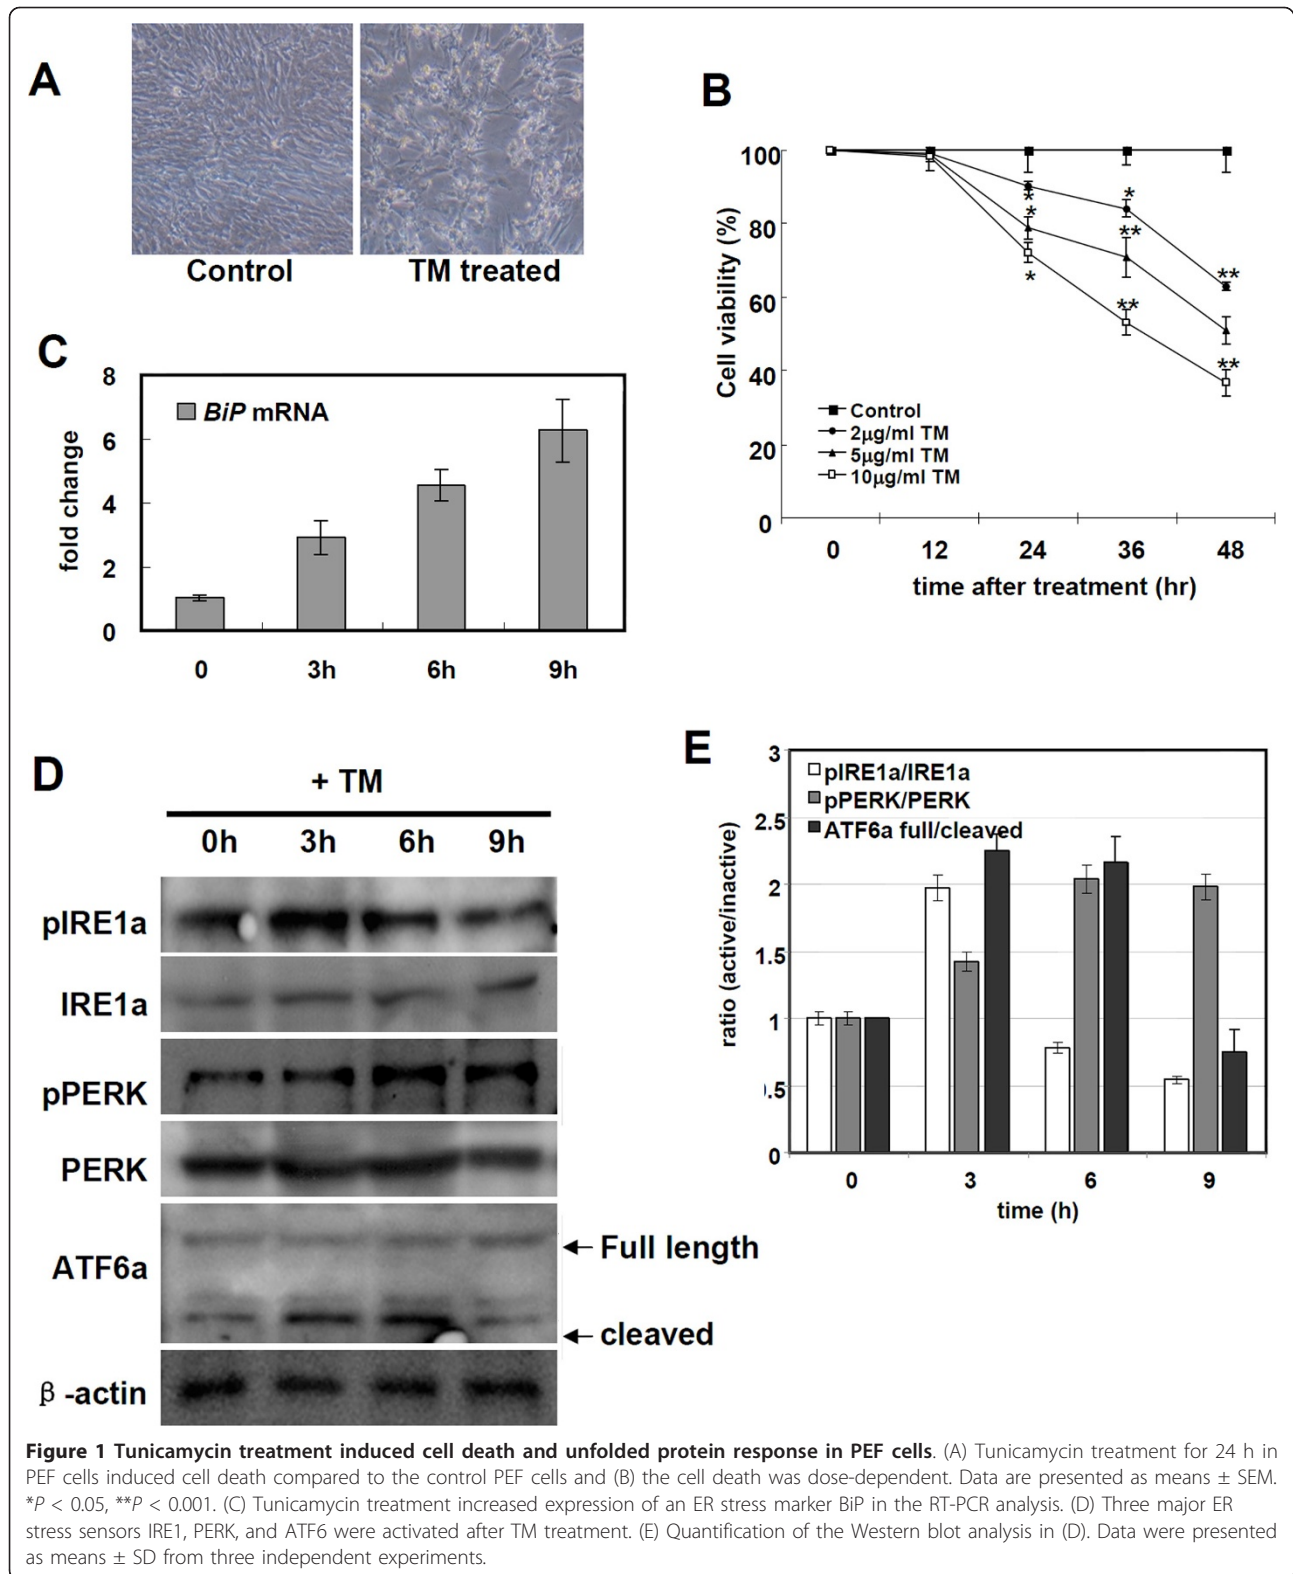 A
Control
TM treated
B
Cell viability (%)
100
80
60
40
20
0
Control
2μg/ml TM
5μg/ml TM
10μg/ml TM
*
*
*
*
**
**
**
**
0 12 24 36 48
time after treatment (hr)
C
fold change
8
6
4
2
0
BiP mRNA
0 3h 6h 9h
D
+ TM
0h 3h 6h 9h
pIRE1a
IRE1a
pPERK
PERK
ATF6a
Full length
cleaved
β-actin
E
ratio (active/inactive)
3
2.5
2
1.5
1
.5
0
pIRE1a/IRE1a
pPERK/PERK
ATF6a full/cleaved
0 3 6 9
time (h)
Figure 1 Tunicamycin treatment induced cell death and unfolded protein response in PEF cells. (A) Tunicamycin treatment for 24 h in
PEF cells induced cell death compared to the control PEF cells and (B) the cell death was dose-dependent. Data are presented as means ± SEM.
*P < 0.05, **P < 0.001. (C) Tunicamycin treatment increased expression of an ER stress marker BiP in the RT-PCR analysis. (D) Three major ER
stress sensors IRE1, PERK, and ATF6 were activated after TM treatment. (E) Quantification of the Western blot analysis in (D). Data were presented
as means ± SD from three independent experiments.